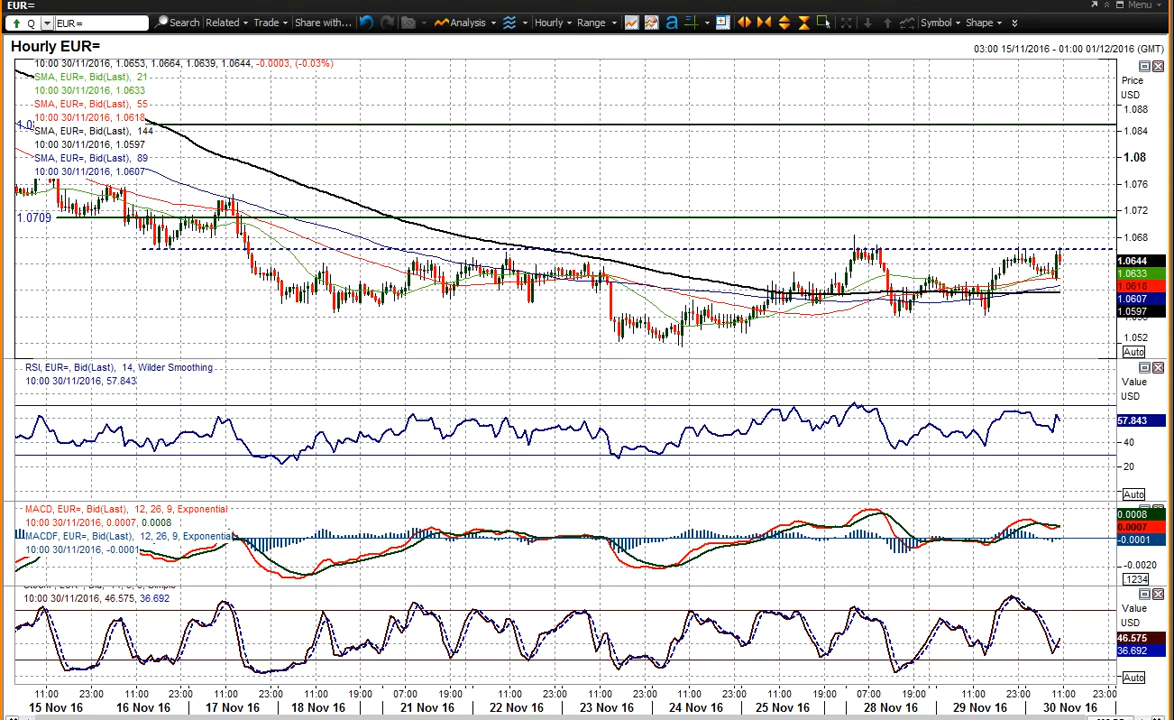 EUR=
Menu
Q EUR= Search Related Trade Share with... Analysis Hourly Range a Symbol Shape
Hourly EUR=
03:00 15/11/2016 - 01:00 01/12/2016 (GMT)
10:00 30/11/2016, 1.0653, 1.0664, 1.0639, 1.0644, -0.0003, (-0.03%)
SMA, EUR=, Bid(Last), 21
10:00 30/11/2016, 1.0633
SMA, EUR=, Bid(Last), 55
10:00 30/11/2016, 1.0618
SMA, EUR=, Bid(Last), 144
10:00 30/11/2016, 1.0597
SMA, EUR=, Bid(Last), 89
10:00 30/11/2016, 1.0607
1.0709
Price
USD
1.088
1.084
1.08
1.076
1.072
1.068
1.0644
1.0633
1.0618
1.0607
1.0597
1.052
Auto
RSI, EUR=, Bid(Last), 14, Wilder Smoothing
10:00 30/11/2016, 57.843
Value
USD
57.843
40
20
Auto
MACD, EUR=, Bid(Last), 12, 26, 9, Exponential
10:00 30/11/2016, 0.0007, 0.0008
MACDF, EUR=, Bid(Last), 12, 26, 9, Exponential
10:00 30/11/2016, -0.0001
0.0008
0.0007
-0.0001
-0.0020
.1234
10:00 30/11/2016, 46.575, 36.692
Value
USD
46.575
36.692
Auto
11:00 23:00 11:00 23:00 11:00 23:00 11:00 19:00 07:00 19:00 11:00 23:00 11:00 23:00 11:00 23:00 11:00 19:00 07:00 19:00 11:00 23:00 11:00 23:00
15 Nov 16 16 Nov 16 17 Nov 16 18 Nov 16 21 Nov 16 22 Nov 16 23 Nov 16 24 Nov 16 25 Nov 16 28 Nov 16 29 Nov 16 30 Nov 16